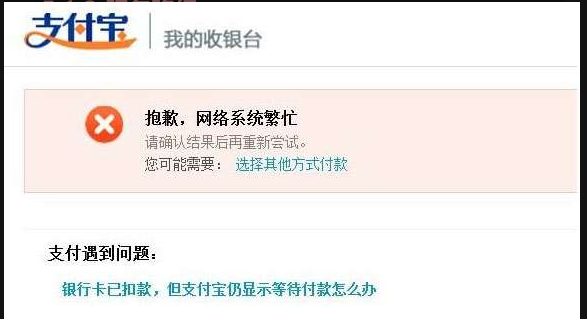 支付宝
我的收银台
抱歉，网络系统繁忙
请确认结果后再重新尝试。
您可能需要： 选择其他方式付款
支付遇到问题：
银行卡已扣款，但支付宝仍显示等待付款怎么办